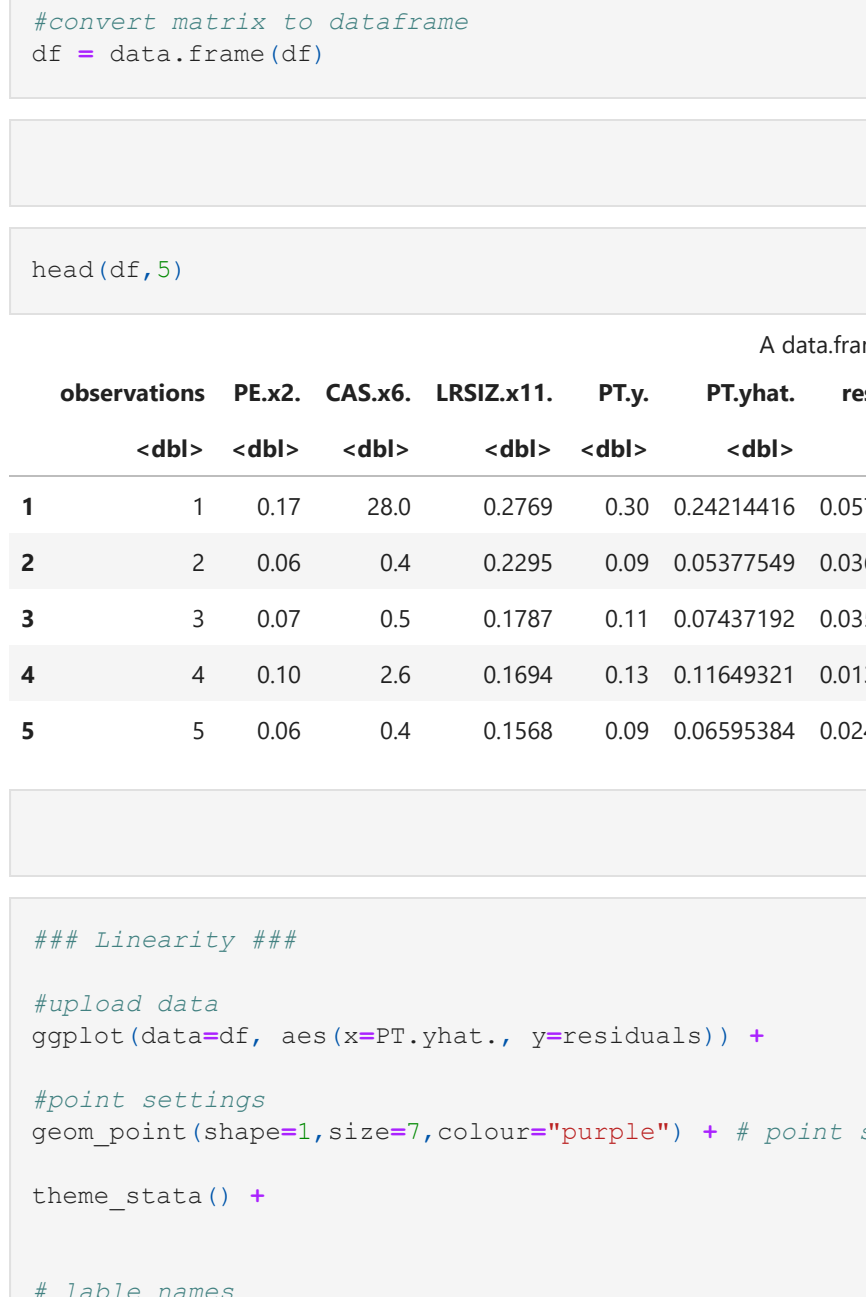 #convert matrix to dataframe
df = data.frame(df)
head(df,5)
A
observations PE.x2. CAS.x6. LRSIZ.x11. PT.y. PT.yhat.
<dbl> <dbl> <dbl> <dbl> <dbl> <dbl>
1 1 0.17 28.0 0.2769 0.30 0.24214416
2 2 0.06 0.4 0.2295 0.09 0.05377549
3 3 0.07 0.5 0.1787 0.11 0.07437192
4 4 0.10 2.6 0.1694 0.13 0.11649321
5 5 0.06 0.4 0.1568 0.09 0.06595384
### Linearity ###
#upload data
ggplot(data=df, aes(x=PT.yhat., y=residuals)) +
#point settings
geom_point(shape=1,size=7,colour="purple") + # point
theme_stata() +
# lable names